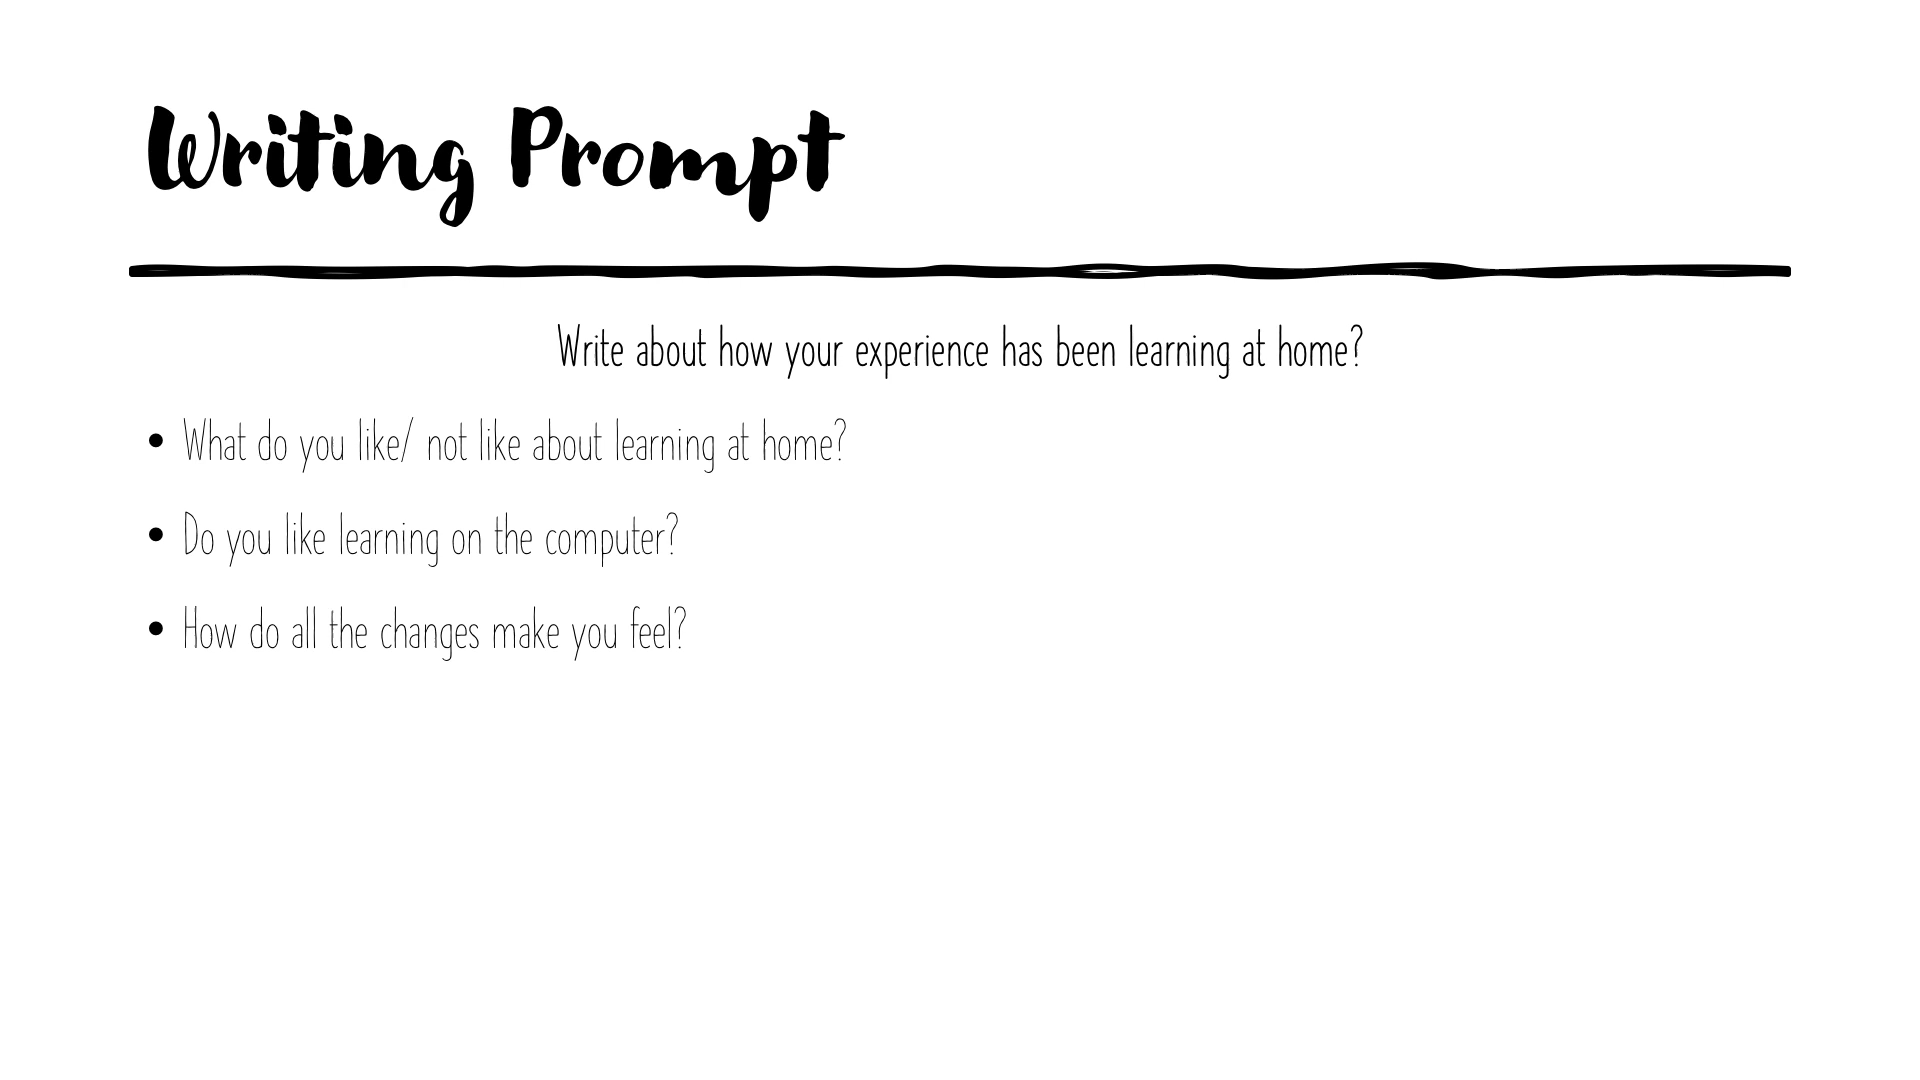 Writing Prompt
Write about how your experience has been learning at home?
• What do you like/ not like about learning at home?
• Do you like learning on the computer?
• How do all the changes make you feel?